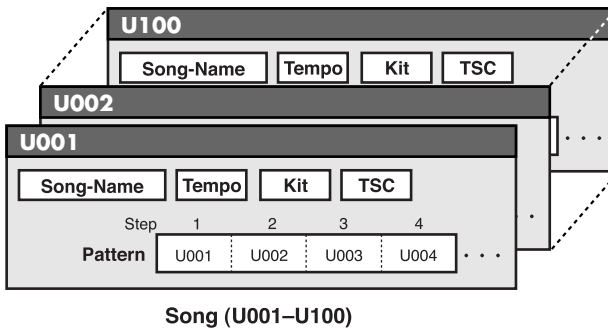 U100
Song-Name Tempo Kit TSC
U002
U001
Song-Name Tempo Kit TSC
Step 1 2 3 4
Pattern U001 U002 U003 U004 . . .
Song (U001–U100)